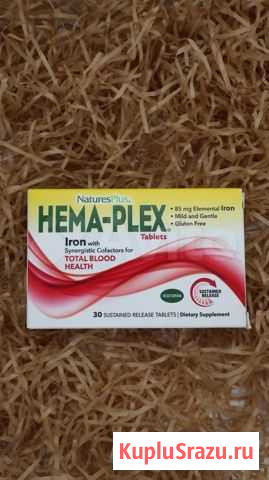 NaturesPlus®
HEMA-PLEX®
Tablets
• 85 mg Elemental Iron
• Mild and Gentle
• Gluten Free
Iron with
Synergistic Cofactors for
TOTAL BLOOD
HEALTH
VEGETARIAN
SUSTAINED
RELEASE
30 SUSTAINED RELEASE TABLETS | Dietary Supplement
KupluSrazu.ru